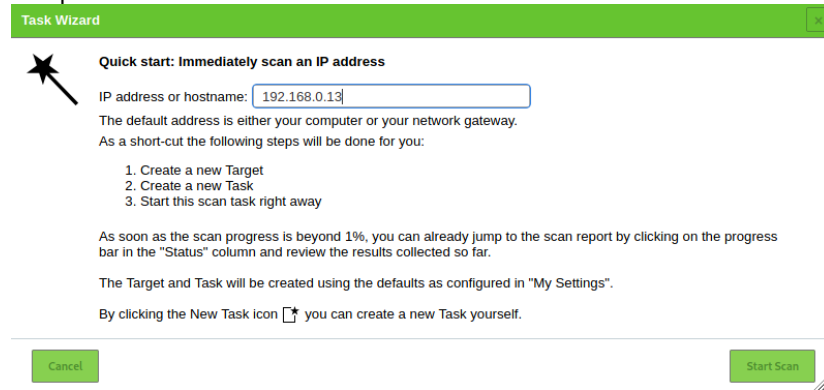 Task Wizard
×
Quick start: Immediately scan an IP address
IP address or hostname: 192.168.0.13
The default address is either your computer or your network gateway.
As a short-cut the following steps will be done for you:
1. Create a new Target
2. Create a new Task
3. Start this scan task right away
As soon as the scan progress is beyond 1%, you can already jump to the scan report by clicking on the progress
bar in the "Status" column and review the results collected so far.
The Target and Task will be created using the defaults as configured in "My Settings".
By clicking the New Task icon you can create a new Task yourself.
Cancel
Start Scan